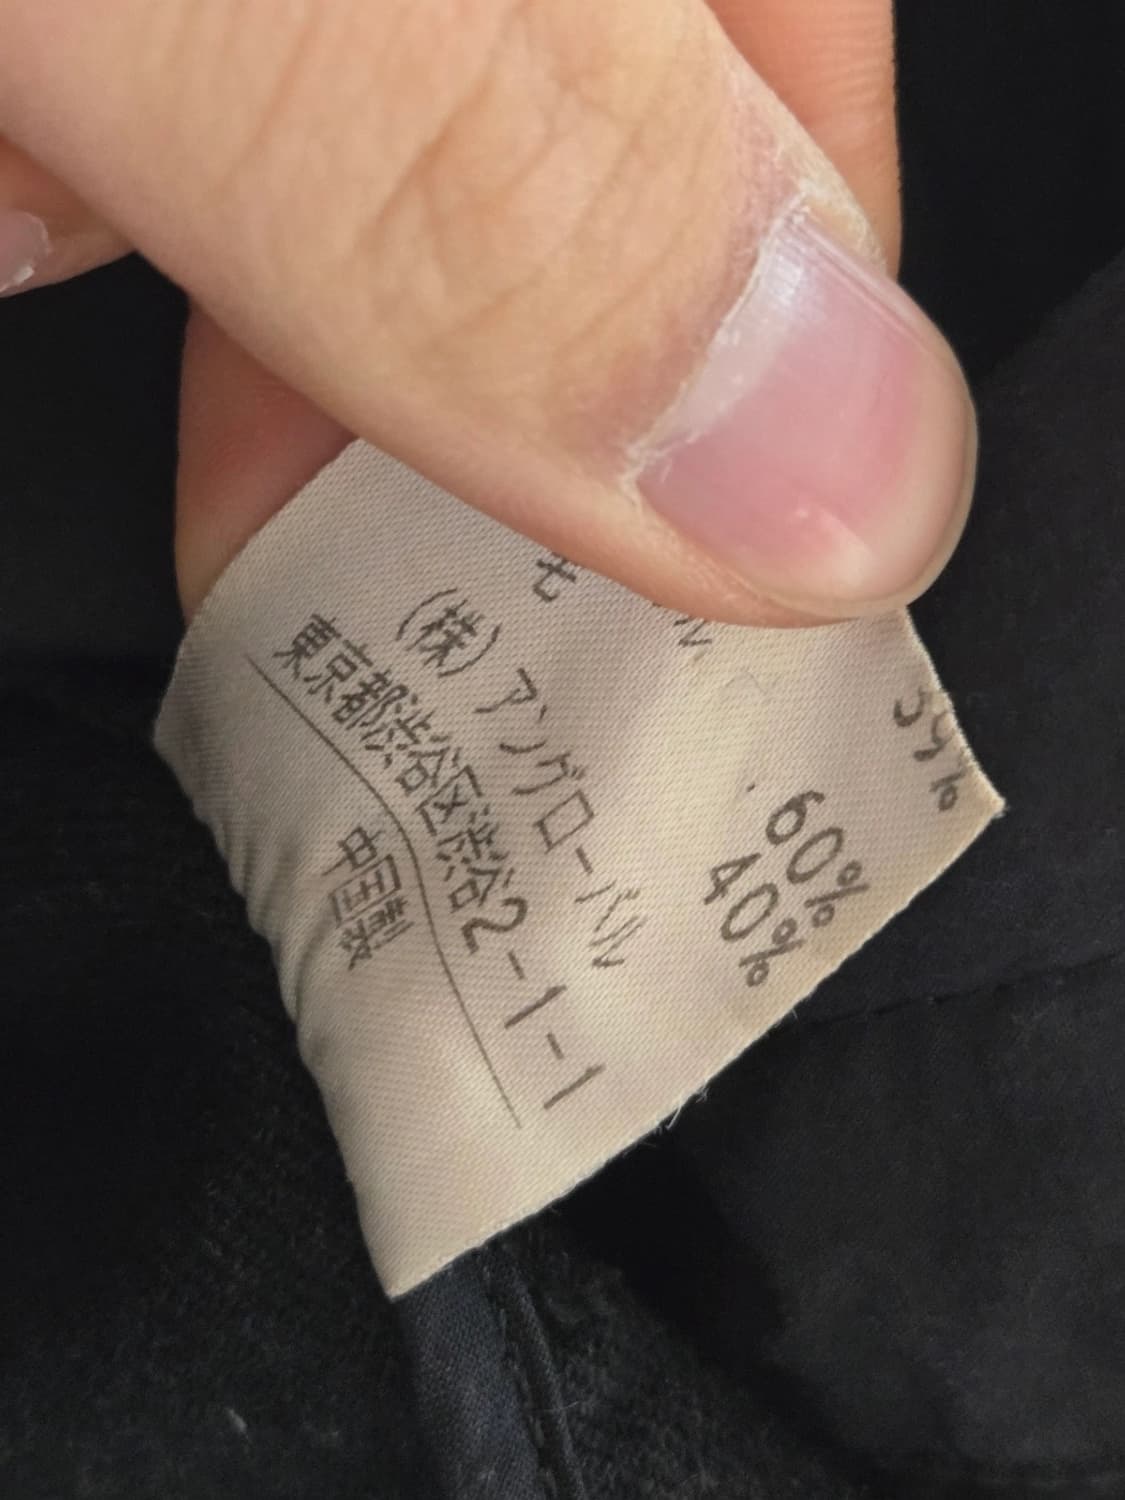 60%
毛 40%
(株)アングローバル
東京都渋谷区渋谷2-1-1
中国製